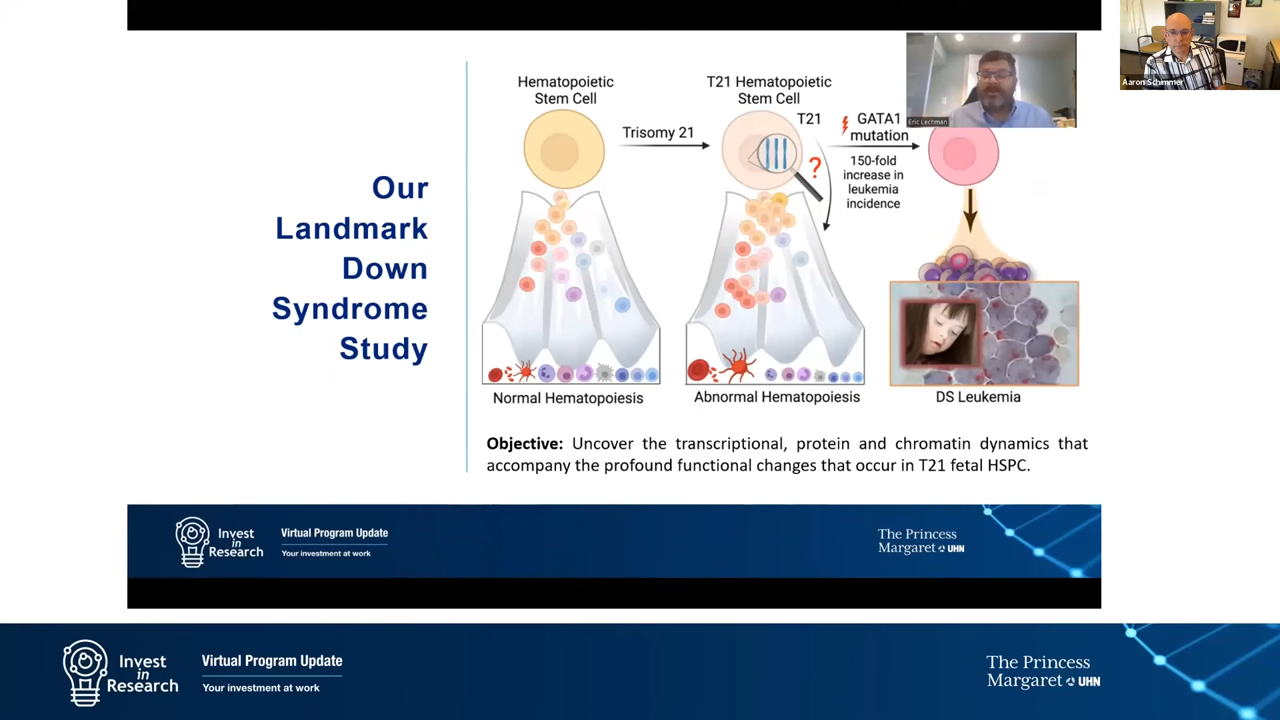 Our
Landmark
Down
Syndrome
Study
Hematopoietic
Stem Cell
Trisomy 21
T21 Hematopoietic
Stem Cell
T21
?
GATA1
mutation
150-fold
increase in
leukemia
incidence
Normal Hematopoiesis
Abnormal Hematopoiesis
DS Leukemia
Objective: Uncover the transcriptional, protein and chromatin dynamics that
accompany the profound functional changes that occur in T21 fetal HSPC.
Eric Lechman
Aaron Schimmer
Invest
in
Research
Virtual Program Update
Your investment at work
The Princess
Margaret UHN
Invest
in
Research
Virtual Program Update
Your investment at work
The Princess
Margaret UHN